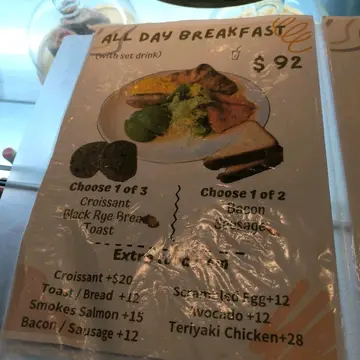 ALL DAY BREAKFAST
(with set drink)
$ 92
Choose 1 of 3
Croissant
Black Rye Bread
Toast
Choose 1 of 2
Bacon
Sausage
Croissant +$20
Toast / Bread +12
Smokes Salmon +15
Bacon / Sausage +12
Scrambled Egg+12
Avochdo +12
Teriyaki Chicken+28